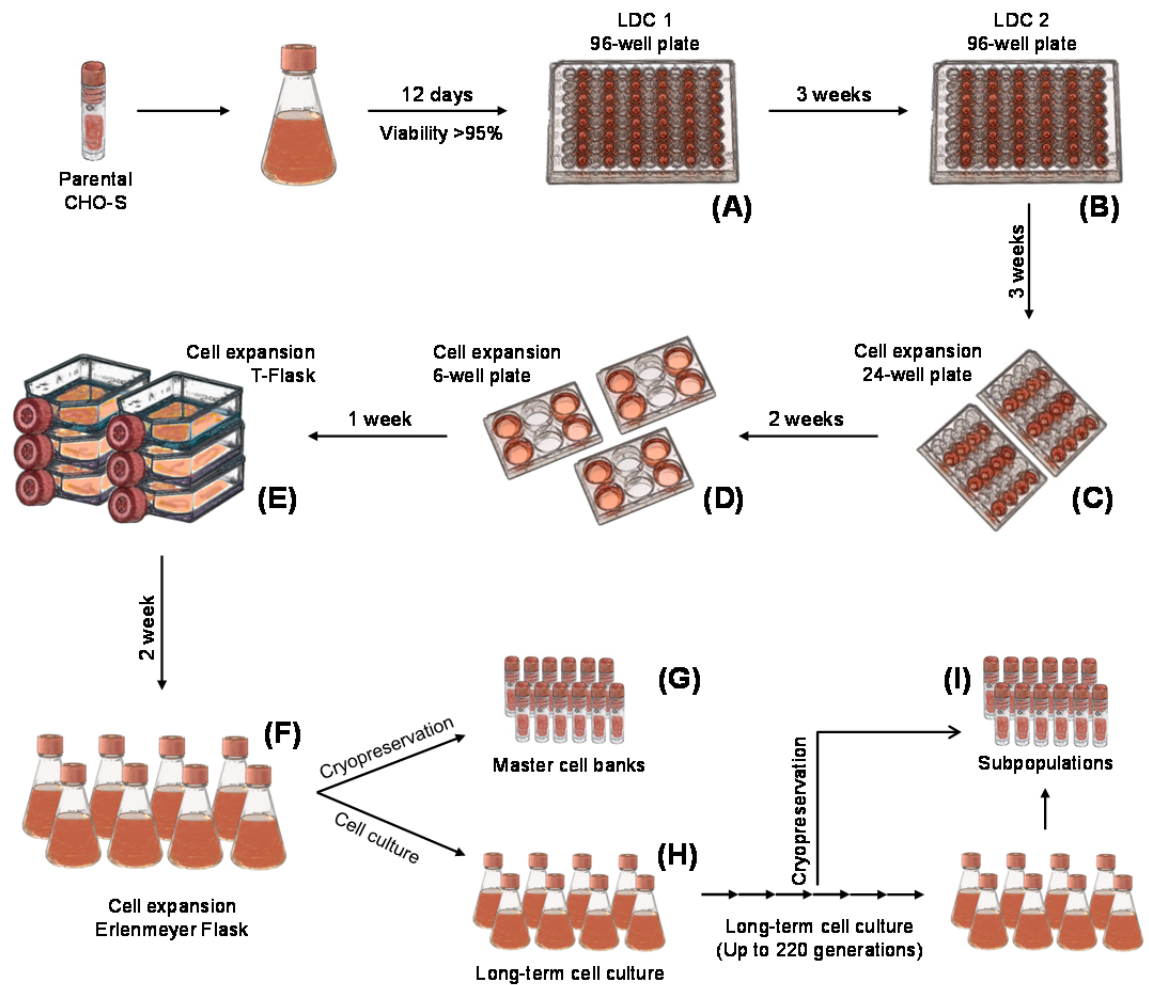 LDC 1
96-well plate
LDC 2
96-well plate
12 days
Viability >95%
3 weeks
Parental
CHO-S
(A)
(B)
3 weeks
Cell expansion
T-Flask
Cell expansion
6-well plate
Cell expansion
24-well plate
1 week
2 weeks
(E)
(D)
(C)
2 week
(F)
(G)
(I)
Cryopreservation
Master cell banks
Subpopulations
Cell culture
(H)
Cryopreservation
Cell expansion
Erlenmeyer Flask
Long-term cell culture
(Up to 220 generations)
Long-term cell culture